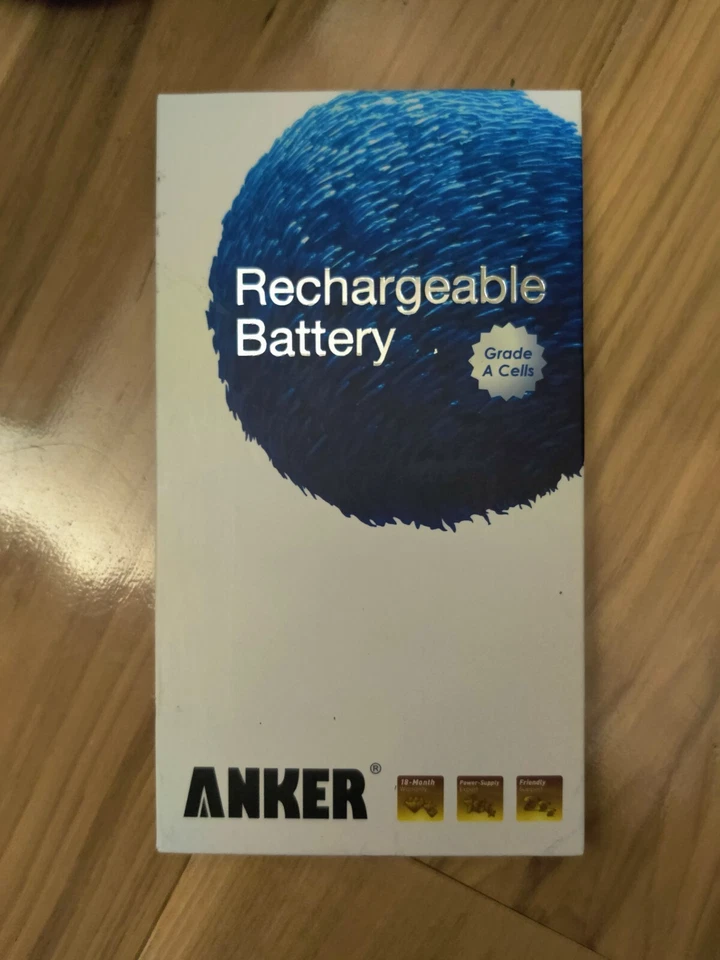 Rechargeable
Battery
Grade
A Cells
ANKER®
18-Month
Power-Supply
Friendly